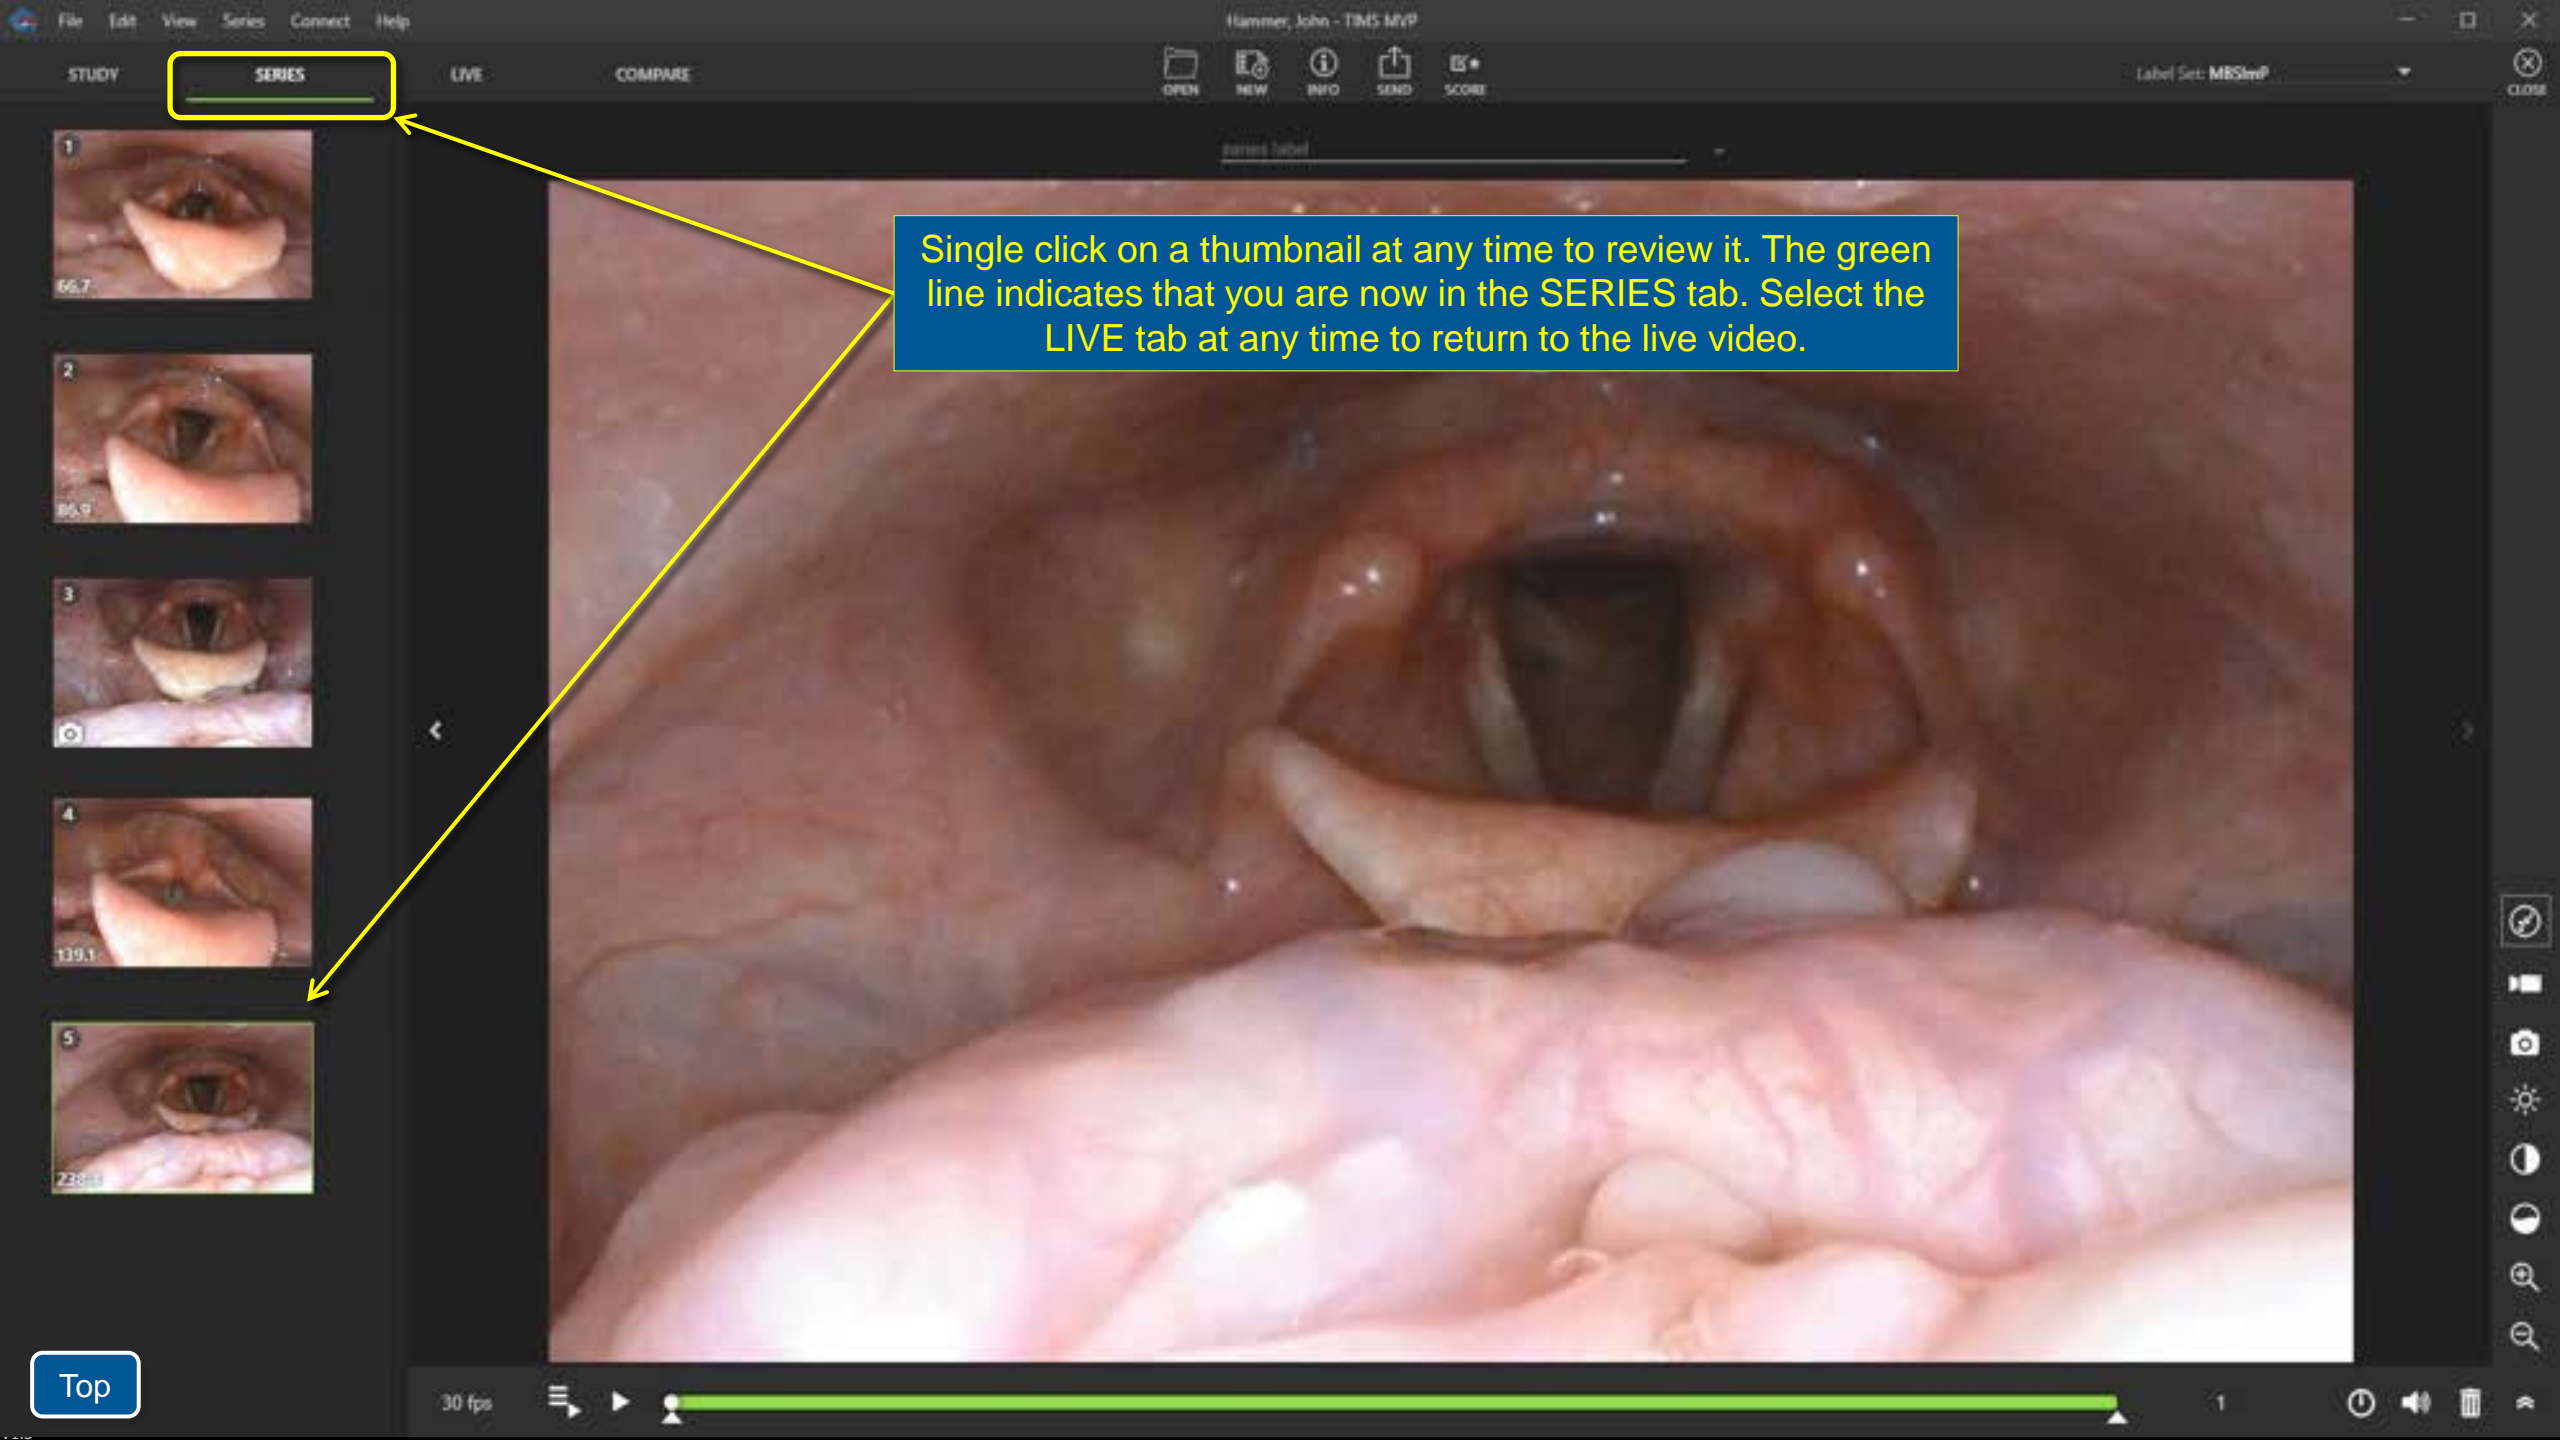 File Edit View Series Connect Help
Hammer, John - TIMS MVP
STUDY SERIES LIVE COMPARE
OPEN NEW INFO SEND SCORE
Label Set: MBSImP
CLOSE
series label
1
66.7
2
86.9
3
4
139.1
5
Single click on a thumbnail at any time to review it. The green
line indicates that you are now in the SERIES tab. Select the
LIVE tab at any time to return to the live video.
Top
30 fps
1